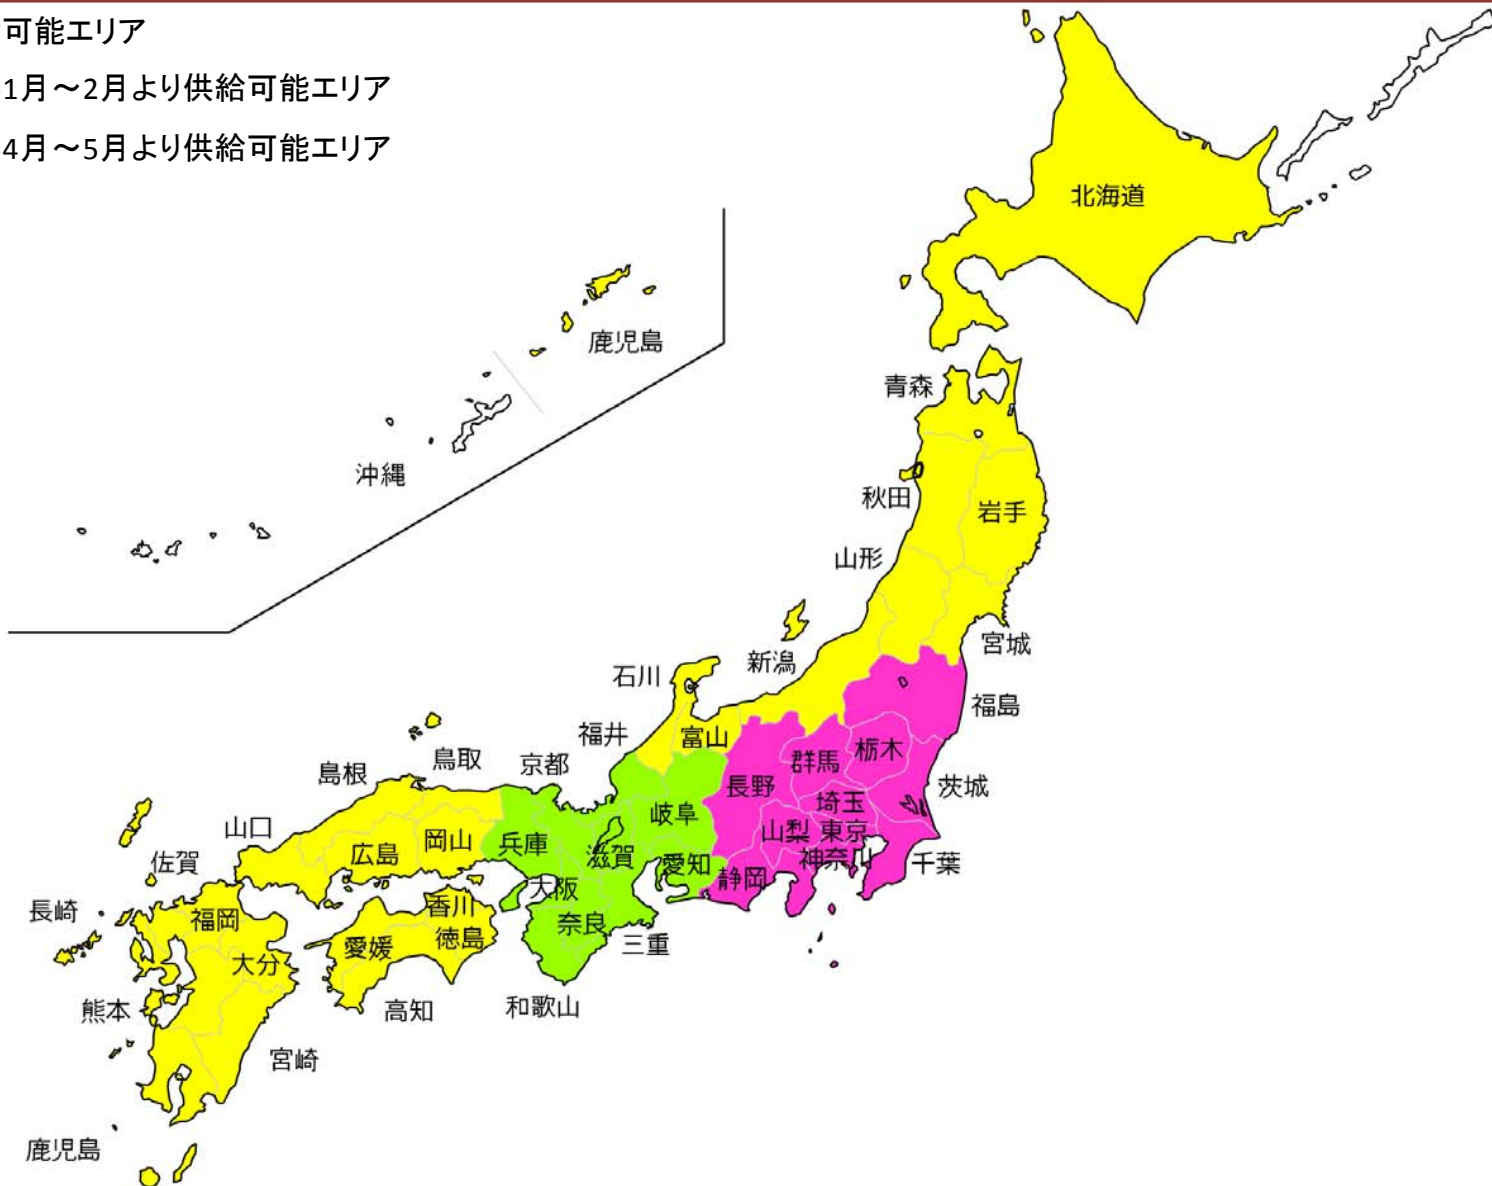 可能エリア
1月～2月より供給可能エリア
4月～5月より供給可能エリア
北海道
鹿児島
青森
沖縄
秋田
岩手
山形
宮城
新潟
石川
福島
福井
富山
栃木
鳥取
京都
群馬
島根
長野
茨城
埼玉
岐阜
山口
山梨
東京
岡山
兵庫
広島
滋賀
神奈川
佐賀
愛知
千葉
静岡
大阪
香川
長崎
福岡
奈良
徳島
三重
愛媛
大分
和歌山
熊本
高知
宮崎
鹿児島